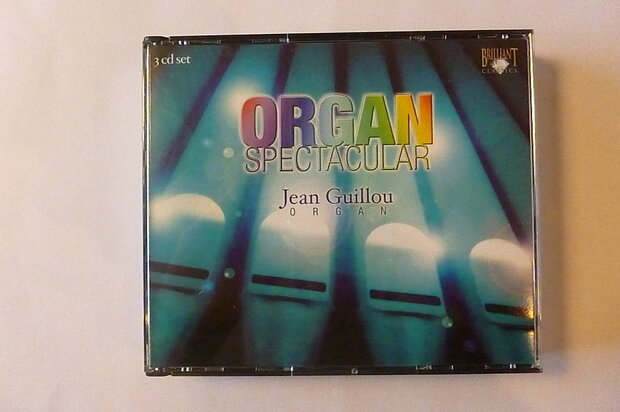 3 cd set
BRILLIANT
CLASSICS
ORGAN
SPECTACULAR
Jean Guillou
ORGAN